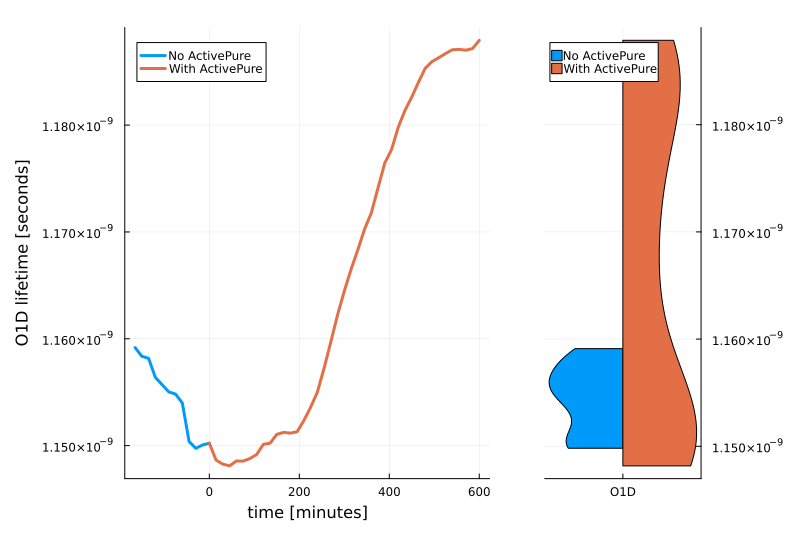 No ActivePure
With ActivePure
O1D lifetime [seconds]
1.180×10⁻⁹
1.170×10⁻⁹
1.160×10⁻⁹
1.150×10⁻⁹
0 200 400 600
time [minutes]
No ActivePure
With ActivePure
1.180×10⁻⁹
1.170×10⁻⁹
1.160×10⁻⁹
1.150×10⁻⁹
O1D